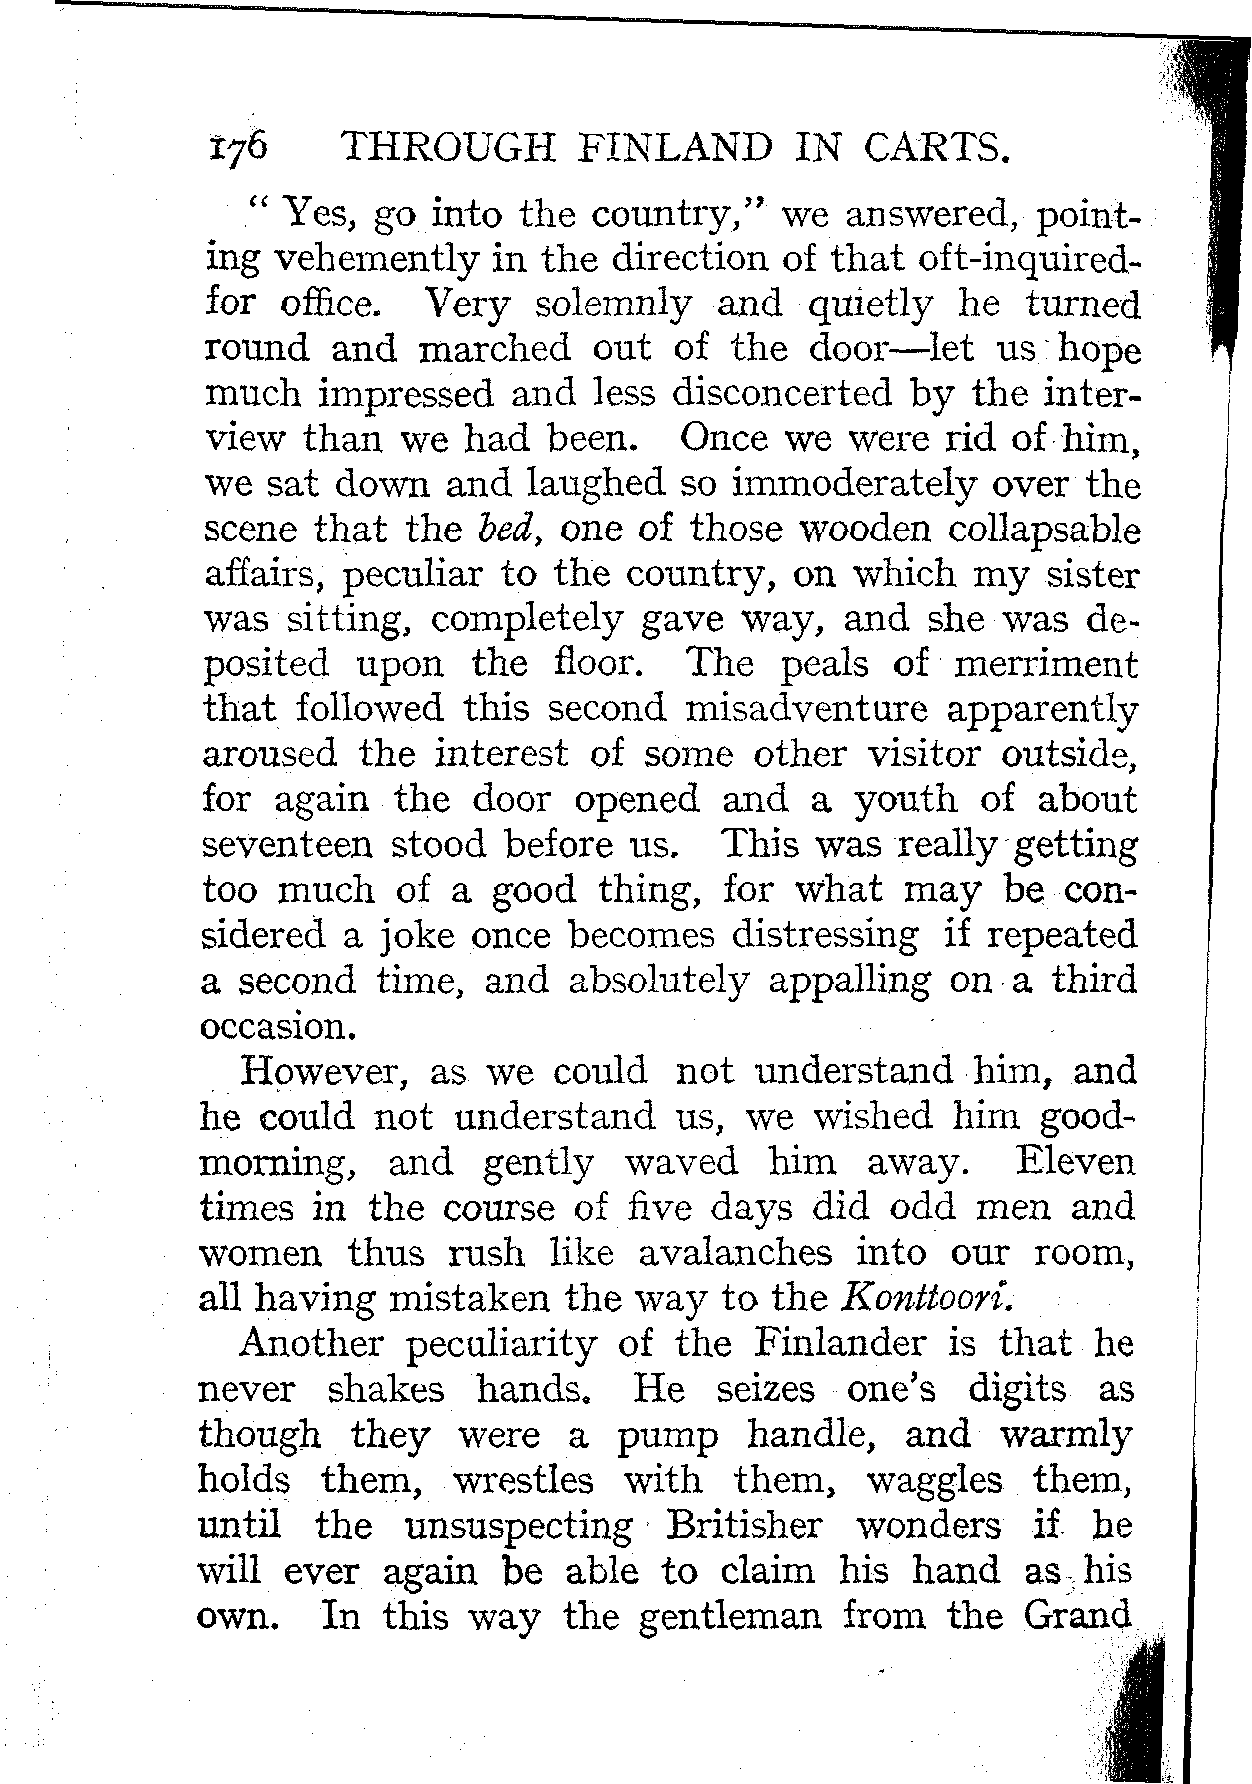 176 THROUGH FINLAND IN CARTS.
" Yes, go into the country," we answered, point-
ing vehemently in the direction of that oft-inquired-
for office. Very solemnly and quietly he turned
round and marched out of the door—let us hope
much impressed and less disconcerted by the inter-
view than we had been. Once we were rid of him,
we sat down and laughed so immoderately over the
scene that the bed, one of those wooden collapsable
affairs, peculiar to the country, on which my sister
was sitting, completely gave way, and she was de-
posited upon the floor. The peals of merriment
that followed this second misadventure apparently
aroused the interest of some other visitor outside,
for again the door opened and a youth of about
seventeen stood before us. This was really getting
too much of a good thing, for what may be con-
sidered a joke once becomes distressing if repeated
a second time, and absolutely appalling on a third
occasion.
However, as we could not understand him, and
he could not understand us, we wished him good-
morning, and gently waved him away. Eleven
times in the course of five days did odd men and
women thus rush like avalanches into our room,
all having mistaken the way to the Konttoori.
Another peculiarity of the Finlander is that he
never shakes hands. He seizes one's digits as
though they were a pump handle, and warmly
holds them, wrestles with them, waggles them,
until the unsuspecting Britisher wonders if he
will ever again be able to claim his hand as his
own. In this way the gentleman from the Grand